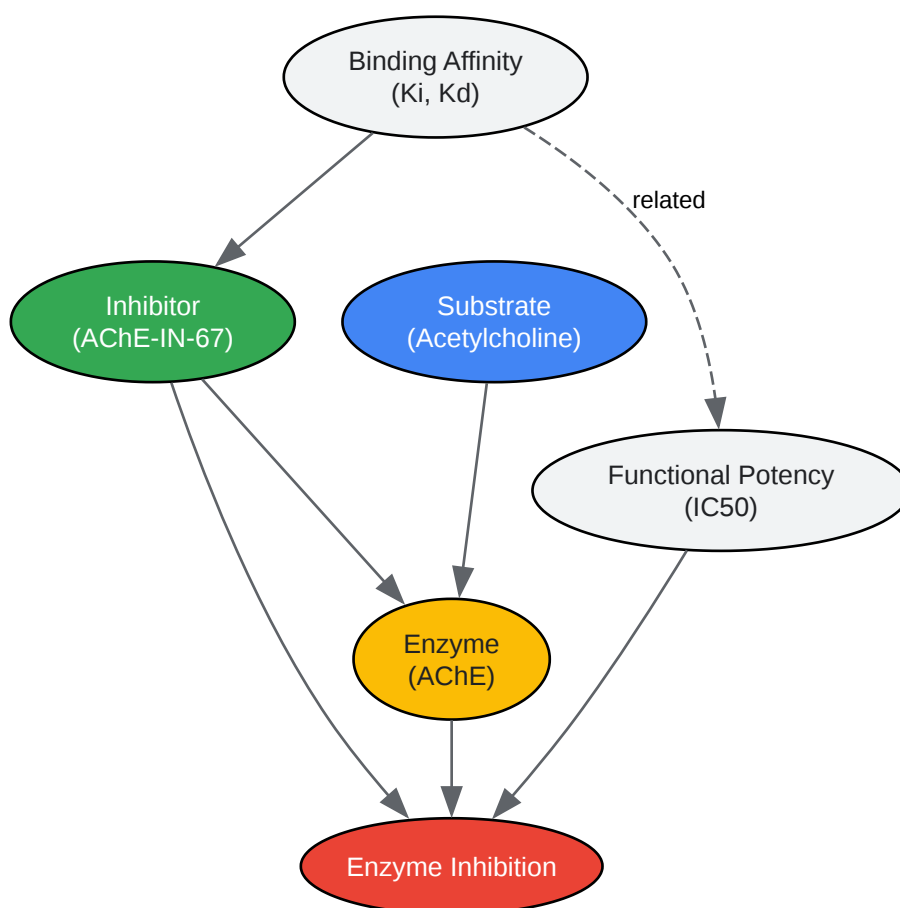 Binding Affinity
(Ki, Kd)
related
Inhibitor
(AChE-IN-67)
Substrate
(Acetylcholine)
Functional Potency
(IC50)
Enzyme
(AChE)
Enzyme Inhibition